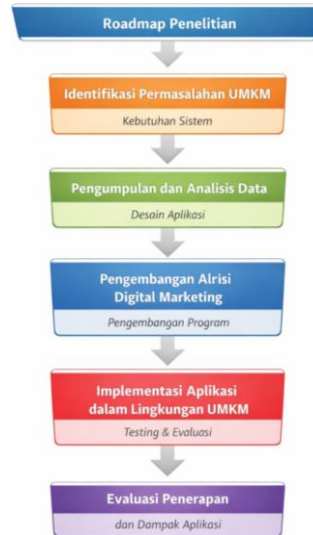 Roadmap Penelitian
Identifikasi Permasalahan UMKM
Kebutuhan Sistem
Pengumpulan dan Analisis Data
Desain Aplikasi
Pengembangan Alrisi
Digital Marketing
Pengembangan Program
Implementasi Aplikasi
dalam Lingkungan UMKM
Testing & Evaluasi
Evaluasi Penerapan
dan Dampak Aplikasi